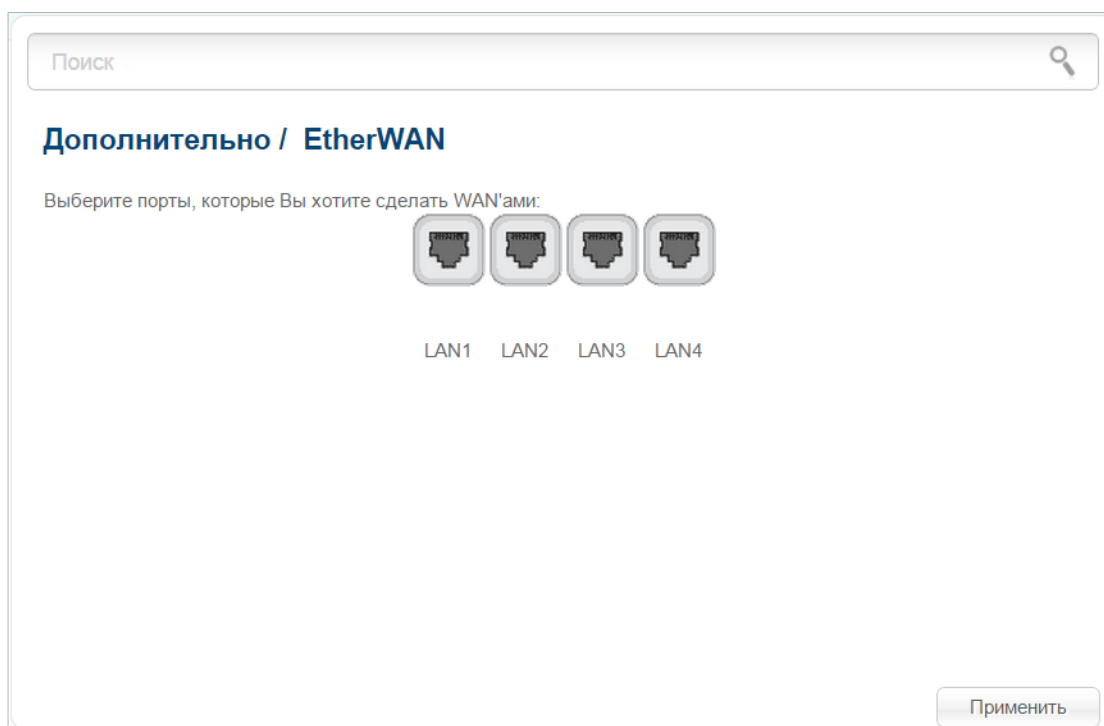 Поиск
Дополнительно / EtherWAN
Выберите порты, которые Вы хотите сделать WAN'ами:
LAN1 LAN2 LAN3 LAN4
Применить